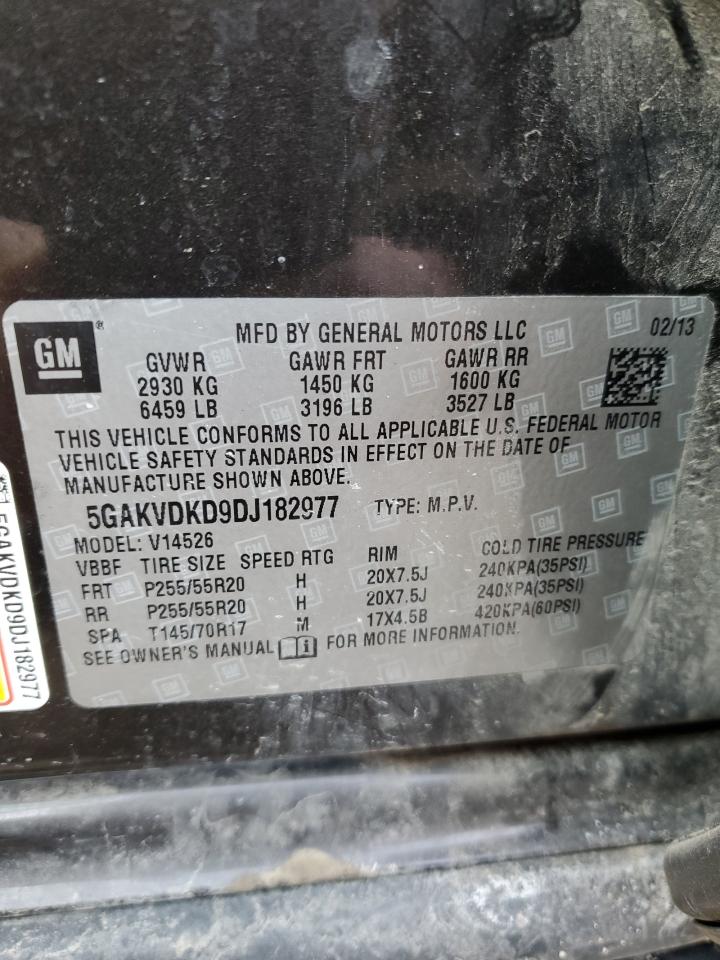 GM®
MFD BY GENERAL MOTORS LLC 02/13
GVWR GAWR FRT GAWR RR
2930 KG 1450 KG 1600 KG
6459 LB 3196 LB 3527 LB
THIS VEHICLE CONFORMS TO ALL APPLICABLE U.S. FEDERAL MOTOR
VEHICLE SAFETY STANDARDS IN EFFECT ON THE DATE OF
MANUFACTURE SHOWN ABOVE.
5GAKVDKD9DJ182977 TYPE: M.P.V.
MODEL: V14526
VBBF TIRE SIZE SPEED RTG RIM COLD TIRE PRESSURE
FRT P255/55R20 H 20X7.5J 240KPA(35PSI)
RR P255/55R20 H 20X7.5J 240KPA(35PSI)
SPA T145/70R17 M 17X4.5B 420KPA(60PSI)
SEE OWNER'S MANUAL FOR MORE INFORMATION.
5GAKVDKD9DJ182977